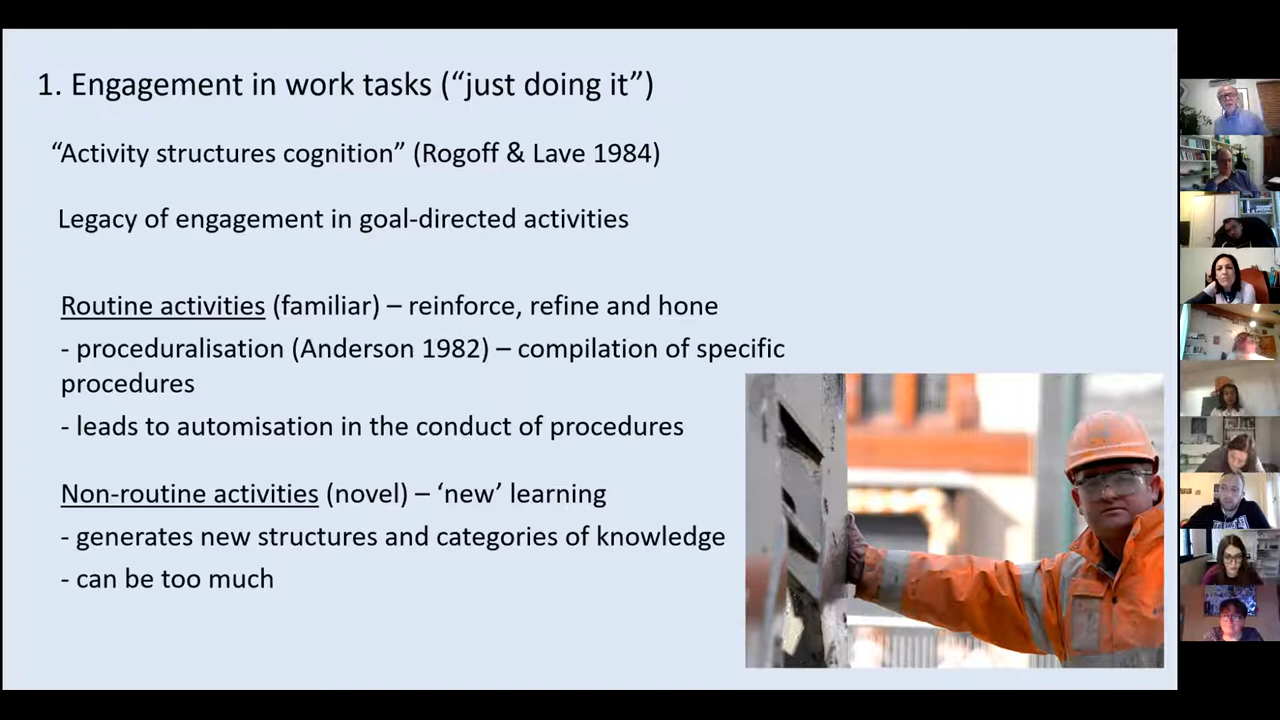 1. Engagement in work tasks (“just doing it”)
“Activity structures cognition” (Rogoff & Lave 1984)
Legacy of engagement in goal-directed activities
Routine activities (familiar) – reinforce, refine and hone
- proceduralisation (Anderson 1982) – compilation of specific
procedures
- leads to automisation in the conduct of procedures
Non-routine activities (novel) – ‘new’ learning
- generates new structures and categories of knowledge
- can be too much